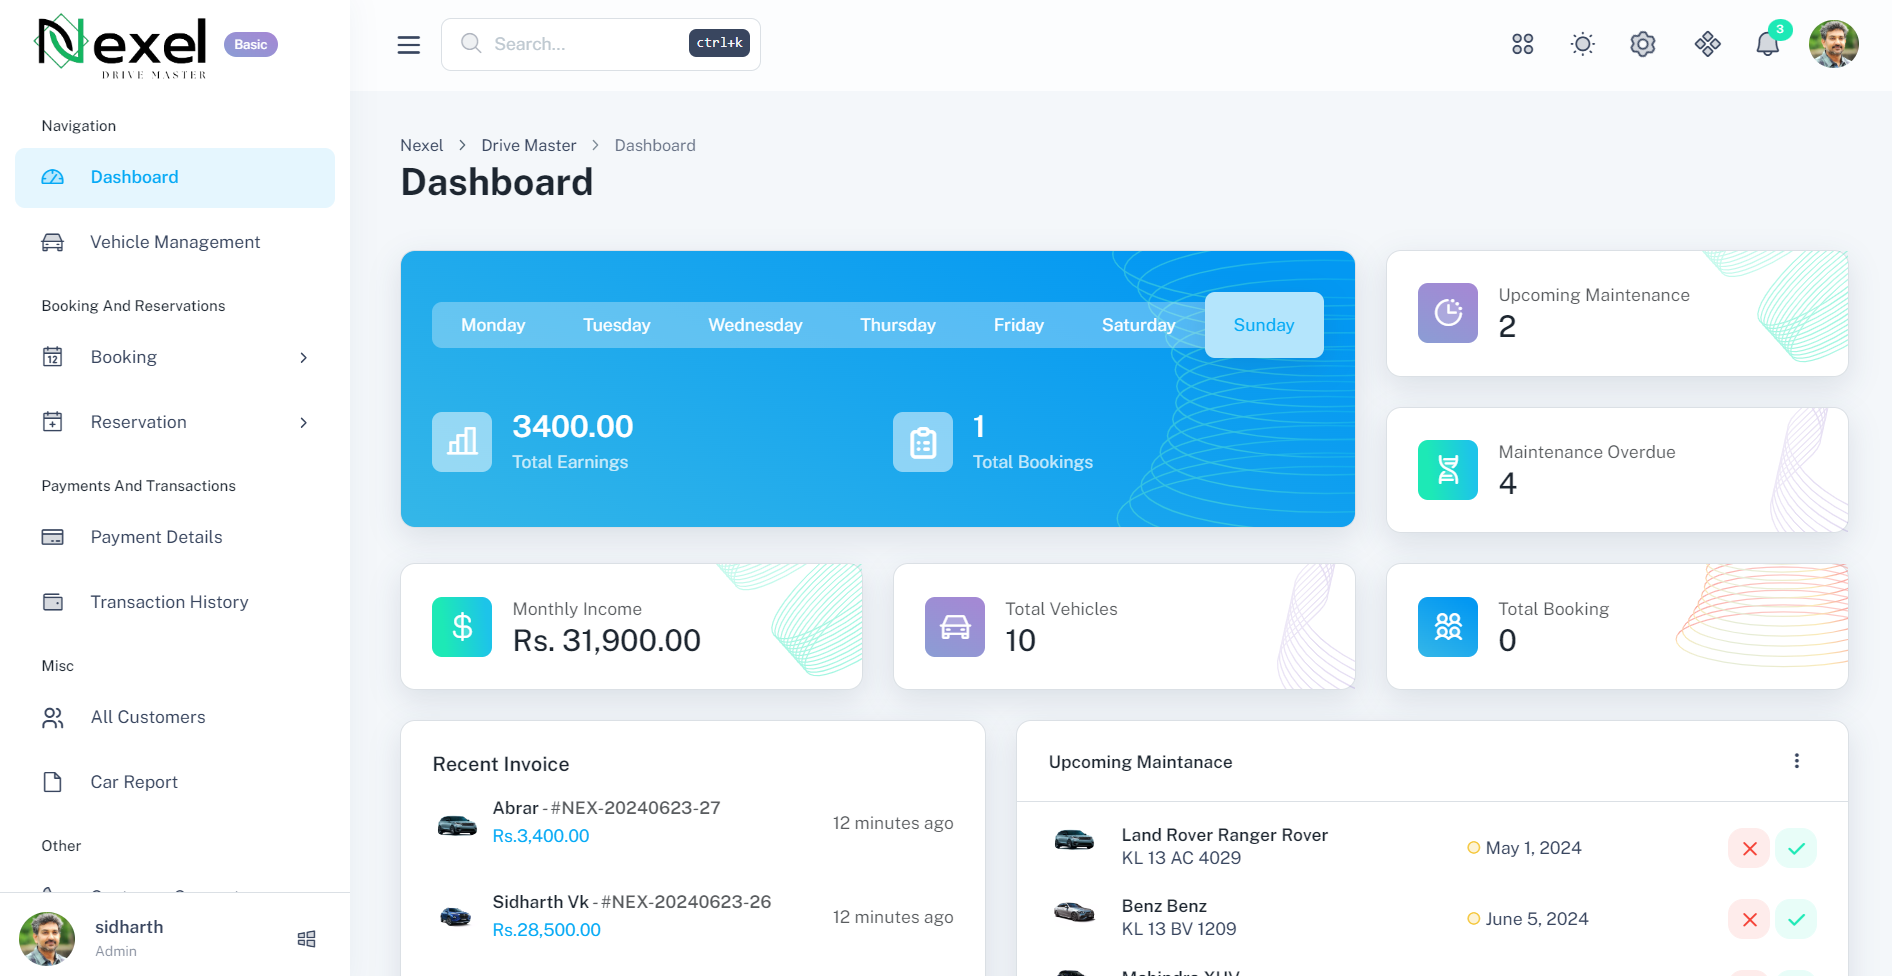 Nexel
DRIVE MASTER
Basic
Search...
ctrl+k
3
Navigation
Dashboard
Vehicle Management
Booking And Reservations
12
Booking
Reservation
Payments And Transactions
Payment Details
Transaction History
Misc
All Customers
Car Report
Other
sidharth
Admin
Nexel > Drive Master > Dashboard
Dashboard
Monday Tuesday Wednesday Thursday Friday Saturday Sunday
3400.00
Total Earnings
1
Total Bookings
Upcoming Maintenance
2
Maintenance Overdue
4
$
Monthly Income
Rs. 31,900.00
Total Vehicles
10
Total Booking
0
Recent Invoice
Abrar - #NEX-20240623-27
Rs.3,400.00
12 minutes ago
Sidharth Vk - #NEX-20240623-26
Rs.28,500.00
12 minutes ago
Upcoming Maintanace
Land Rover Ranger Rover
KL 13 AC 4029
May 1, 2024
Benz Benz
KL 13 BV 1209
June 5, 2024